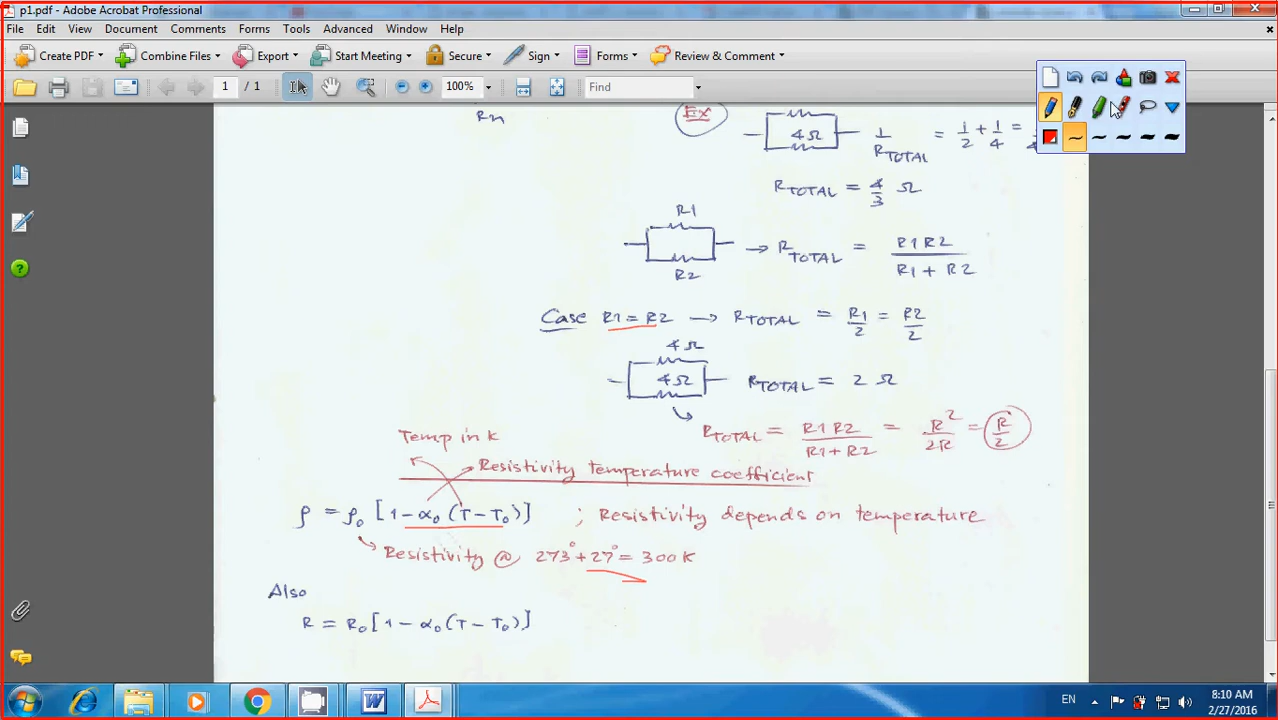 p1.pdf - Adobe Acrobat Professional
File Edit View Document Comments Forms Tools Advanced Window Help
Create PDF Combine Files Export Start Meeting Secure Sign Forms Review & Comment
1 / 1 100% Find
Rn
Ex
4Ω 1/RTOTAL = 1/2 + 1/4 =
RTOTAL = 4/3 Ω
R1
→ RTOTAL = R1R2 / R1 + R2
R2
Case R1 = R2 → RTOTAL = R1/2 = R2/2
4Ω
4Ω RTOTAL = 2 Ω
RTOTAL = R1R2 / R1 + R2 = R² / 2R = R/2
Temp in k
Resistivity temperature coefficient
ρ = ρ₀ [1 - α₀ (T - T₀)] ; Resistivity depends on temperature
Resistivity @ 273° + 27° = 300 K
Also
R = R₀ [1 - α₀ (T - T₀)]
EN
8:10 AM
2/27/2016